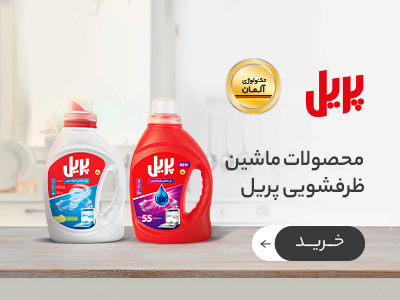 پریل
تکنولوژی
آلمان
محصولات ماشین
ظرفشویی پریل
خرید
پریل
پریل
NEW
55